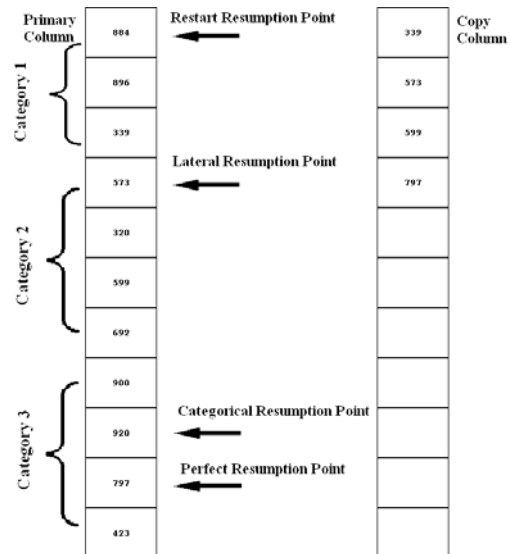 Primary
Column
884
Restart Resumption Point
339
Copy
Column
Category 1
896
573
339
599
Lateral Resumption Point
573
797
Category 2
320
599
692
Category 3
900
Categorical Resumption Point
920
Perfect Resumption Point
797
423